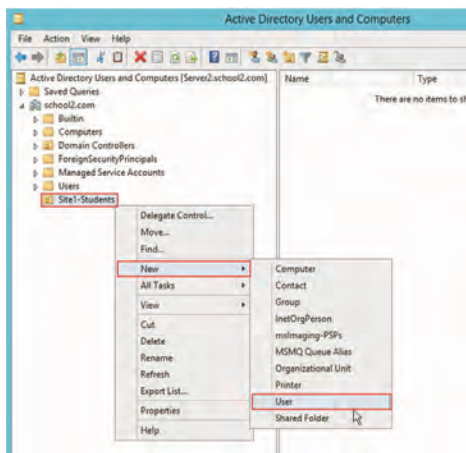 Active Directory Users and Computers
File Action View Help
Active Directory Users and Computers [Server2.school2.com]
Saved Queries
school2.com
Builtin
Computers
Domain Controllers
ForeignSecurityPrincipals
Managed Service Accounts
Users
Site1-Students
Name Type
There are no items to sh
Delegate Control...
Move...
Find...
New
All Tasks
View
Cut
Delete
Rename
Refresh
Export List...
Properties
Help
Computer
Contact
Group
InetOrgPerson
msImaging-PSPs
MSMQ Queue Alias
Organizational Unit
Printer
User
Shared Folder